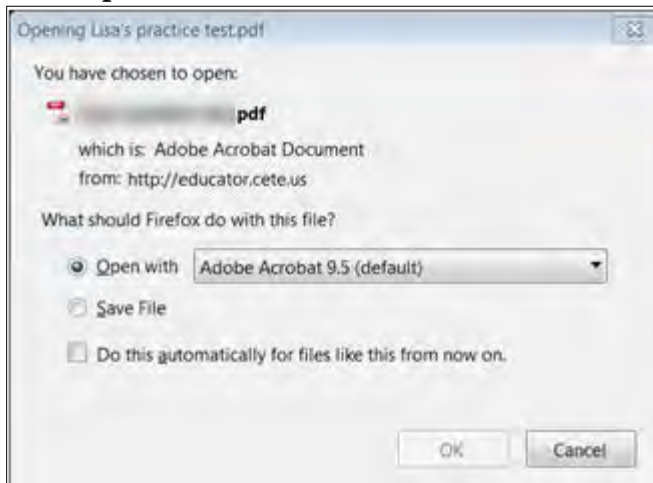 Opening Lisa's practice test.pdf
You have chosen to open:
pdf
which is: Adobe Acrobat Document
from: http://educator.cete.us
What should Firefox do with this file?
Open with Adobe Acrobat 9.5 (default)
Save File
Do this automatically for files like this from now on.
OK Cancel